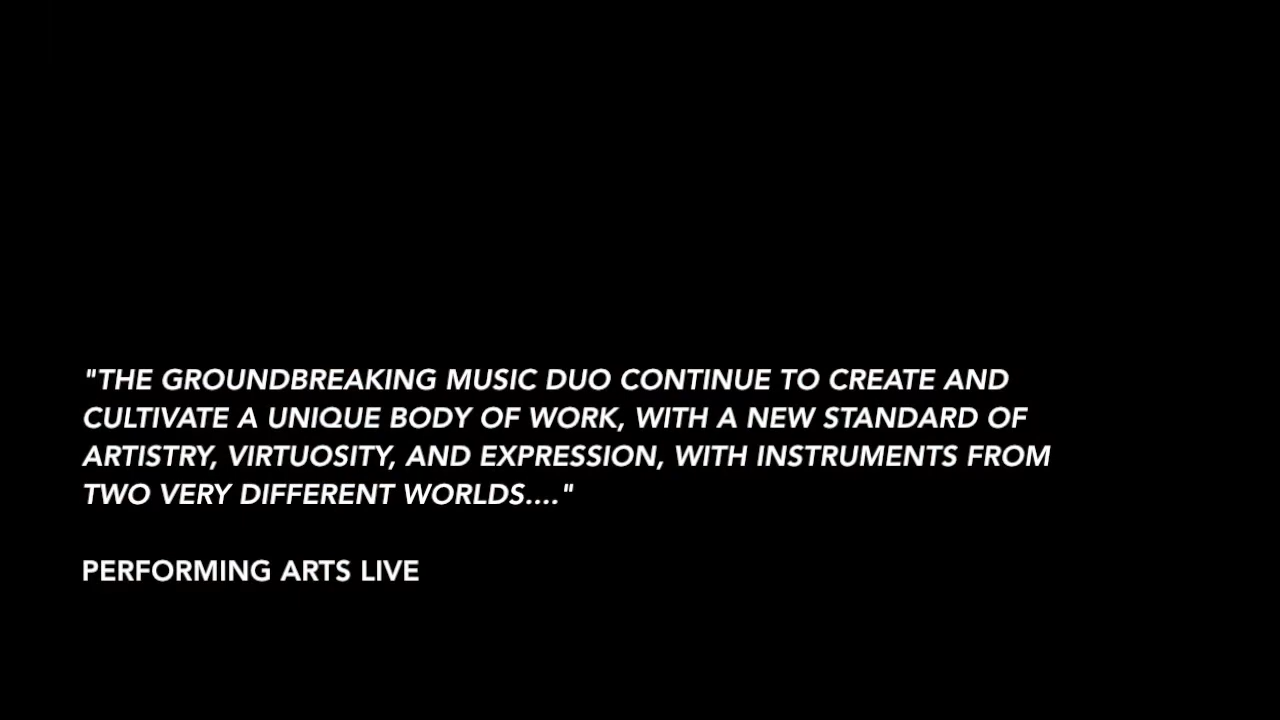 "THE GROUNDBREAKING MUSIC DUO CONTINUE TO CREATE AND
CULTIVATE A UNIQUE BODY OF WORK, WITH A NEW STANDARD OF
ARTISTRY, VIRTUOSITY, AND EXPRESSION, WITH INSTRUMENTS FROM
TWO VERY DIFFERENT WORLDS...."
PERFORMING ARTS LIVE